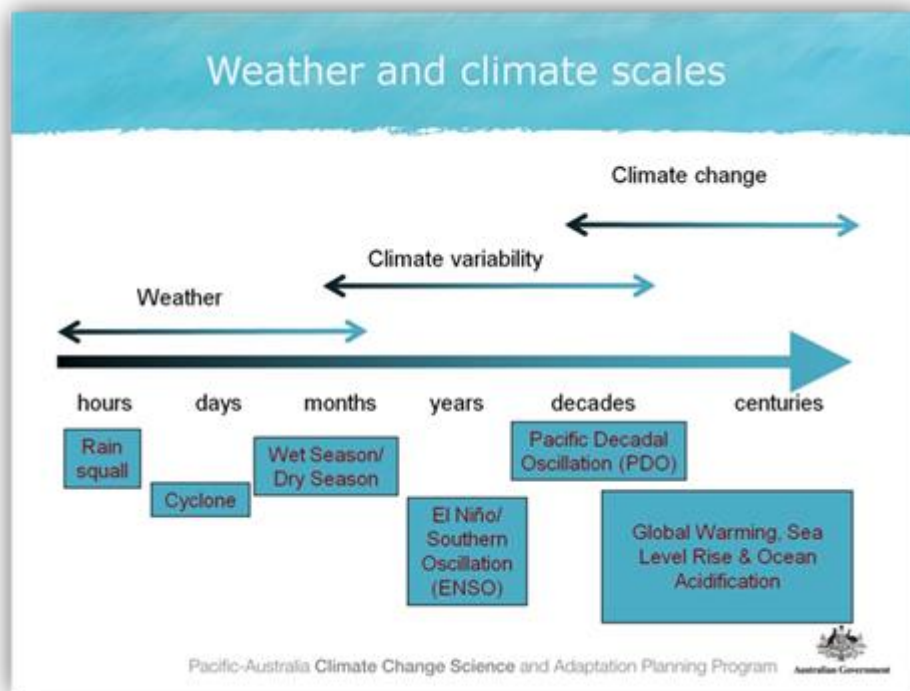 Weather and climate scales
Climate change
Climate variability
Weather
hours days months years decades centuries
Rain
squall
Cyclone
Wet Season/
Dry Season
El Niño/
Southern
Oscillation
(ENSO)
Pacific Decadal
Oscillation (PDO)
Global Warming, Sea
Level Rise & Ocean
Acidification
Pacific-Australia Climate Change Science and Adaptation Planning Program
Australian Government